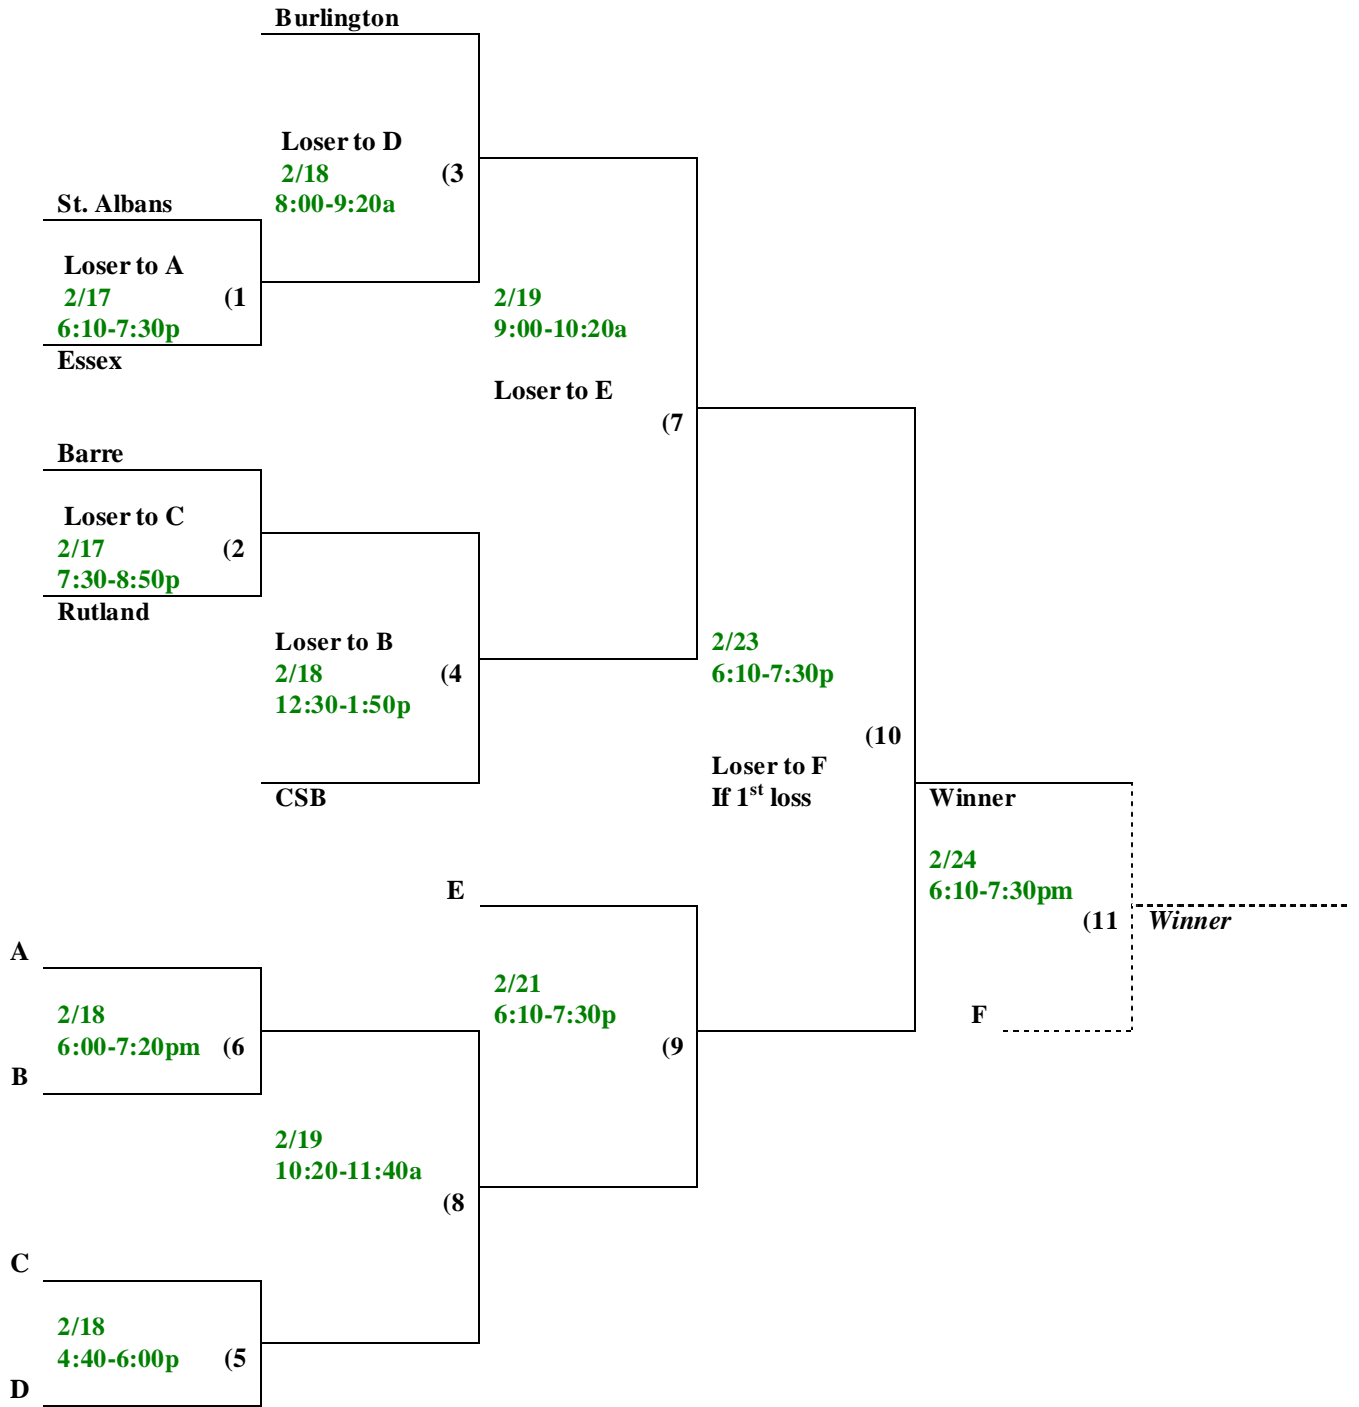 Burlington
Loser to D
2/18
(3
8:00-9:20a
St. Albans
Loser to A
2/17
(1
6:10-7:30p
Essex
2/19
9:00-10:20a
Loser to E
(7
Barre
Loser to C
2/17
(2
7:30-8:50p
Rutland
Loser to B
2/18
(4
12:30-1:50p
CSB
2/23
6:10-7:30p
(10
Loser to F
If 1st loss
Winner
2/24
6:10-7:30pm
(11
Winner
F
E
A
2/18
6:00-7:20pm
(6
B
2/21
6:10-7:30p
(9
2/19
10:20-11:40a
(8
C
2/18
4:40-6:00p
(5
D